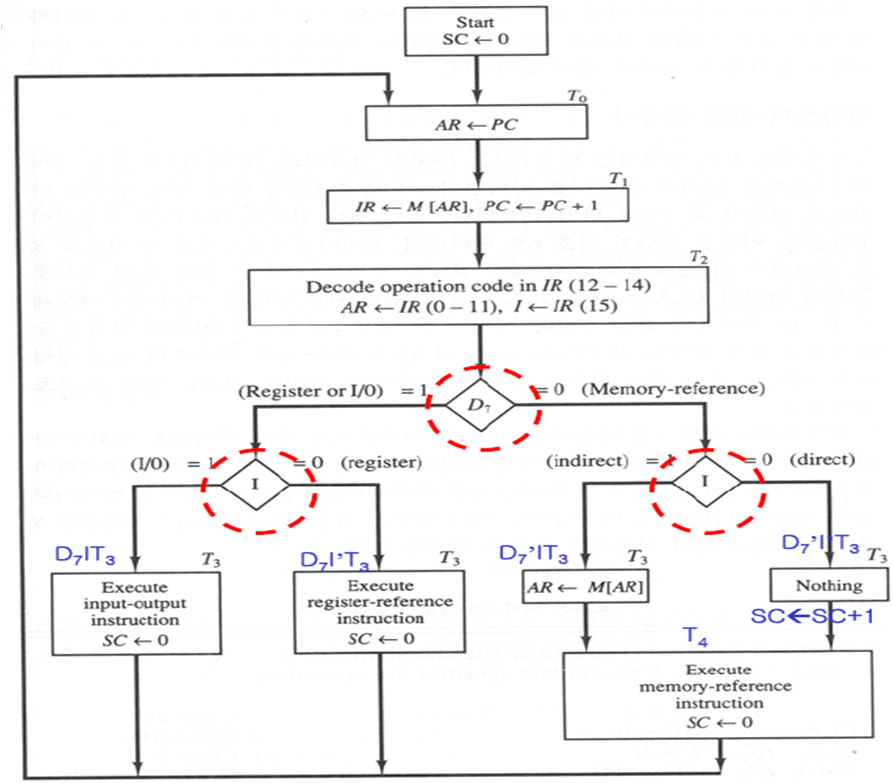 Start
SC ← 0
T₀
AR ← PC
T₁
IR ← M [AR], PC ← PC + 1
T₂
Decode operation code in IR (12 – 14)
AR ← IR (0 – 11), I ← IR (15)
(Register or I/0) = 1
D₇
= 0 (Memory-reference)
(I/0) = 1
I
= 0 (register)
(indirect) = 1
I
= 0 (direct)
D₇IT₃
T₃
D₇I'T₃
T₃
D₇'IT₃
T₃
D₇'I'T₃
T₃
Execute
input-output
instruction
SC ← 0
Execute
register-reference
instruction
SC ← 0
AR ← M[AR]
Nothing
SC←SC+1
T₄
Execute
memory-reference
instruction
SC ← 0